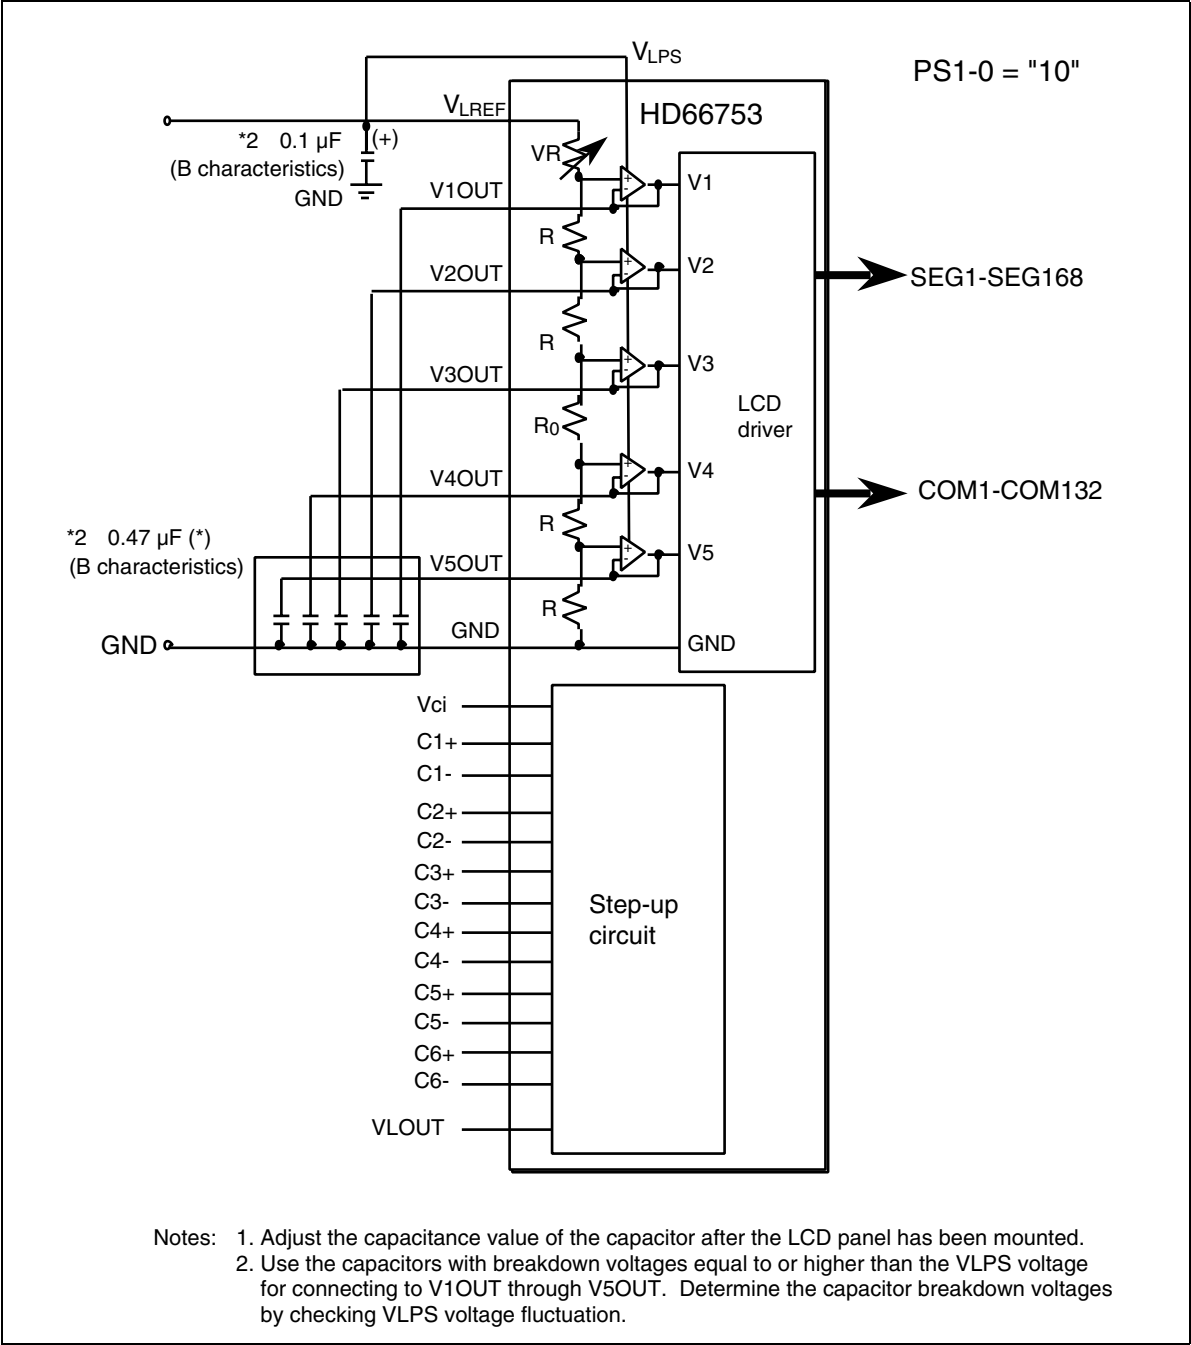 VLPS
PS1-0 = "10"
VLREF
HD66753
*2 0.1 µF
(+)
(B characteristics)
GND
VR
V1OUT
+
-
V1
R
V2OUT
+
-
V2
SEG1-SEG168
R
V3OUT
+
-
V3
LCD
driver
R0
V4OUT
+
-
V4
COM1-COM132
R
*2 0.47 µF (*)
(B characteristics)
V5OUT
+
-
V5
R
GND
GND
GND
Vci
C1+
C1-
C2+
C2-
C3+
C3-
C4+
C4-
C5+
C5-
C6+
C6-
VLOUT
Step-up
circuit
Notes: 1. Adjust the capacitance value of the capacitor after the LCD panel has been mounted.
2. Use the capacitors with breakdown voltages equal to or higher than the VLPS voltage
for connecting to V1OUT through V5OUT. Determine the capacitor breakdown voltages
by checking VLPS voltage fluctuation.